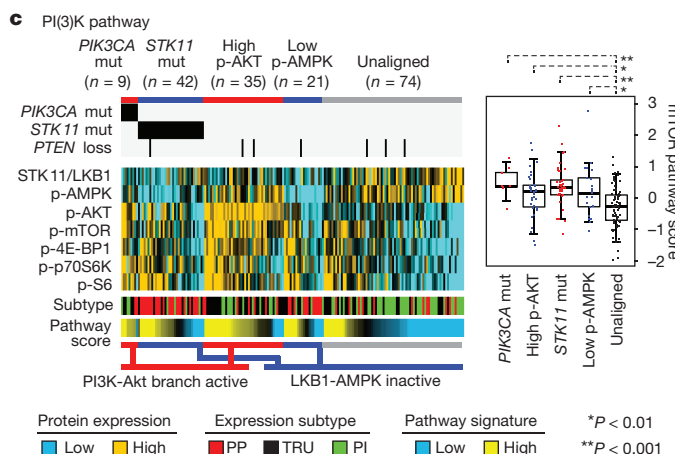 c PI(3)K pathway
PIK3CA mut (n = 9)
STK11 mut (n = 42)
High p-AKT (n = 35)
Low p-AMPK (n = 21)
Unaligned (n = 74)
PIK3CA mut
STK11 mut
PTEN loss
STK11/LKB1
p-AMPK
p-AKT
p-mTOR
p-4E-BP1
p-p70S6K
p-S6
Subtype
Pathway score
PI3K-Akt branch active
LKB1-AMPK inactive
**
*
**
*
3
2
1
0
−1
−2
mTOR pathway score
PIK3CA mut
High p-AKT
STK11 mut
Low p-AMPK
Unaligned
Protein expression
Low High
Expression subtype
PP TRU PI
Pathway signature
Low High
*P < 0.01
**P < 0.001